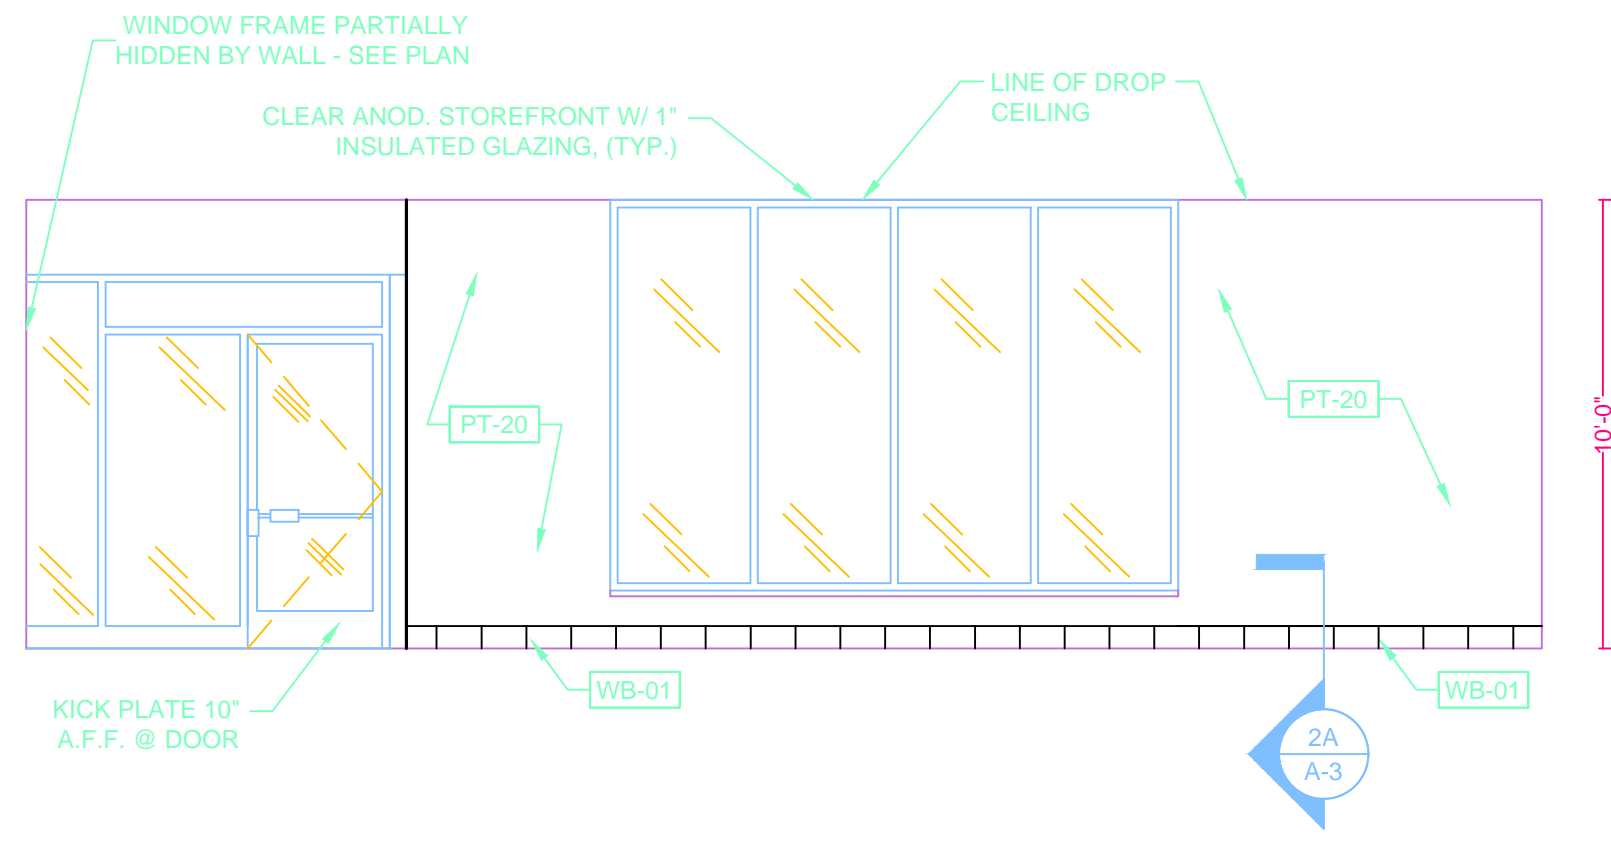 WINDOW FRAME PARTIALLY
HIDDEN BY WALL - SEE PLAN
CLEAR ANOD. STOREFRONT W/ 1"
INSULATED GLAZING, (TYP.)
LINE OF DROP
CEILING
PT-20
PT-20
10'-0"
WB-01
WB-01
KICK PLATE 10"
A.F.F. @ DOOR
2A
A-3